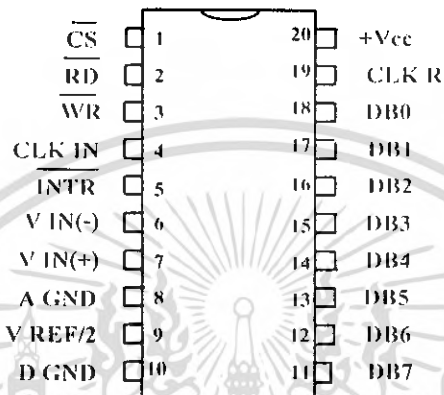 CS 1 20 +Vcc
RD 2 19 CLK R
WR 3 18 DB0
CLK IN 4 17 DB1
INTR 5 16 DB2
V IN(-) 6 15 DB3
V IN(+) 7 14 DB4
A GND 8 13 DB5
V REF/2 9 12 DB6
D GND 10 11 DB7